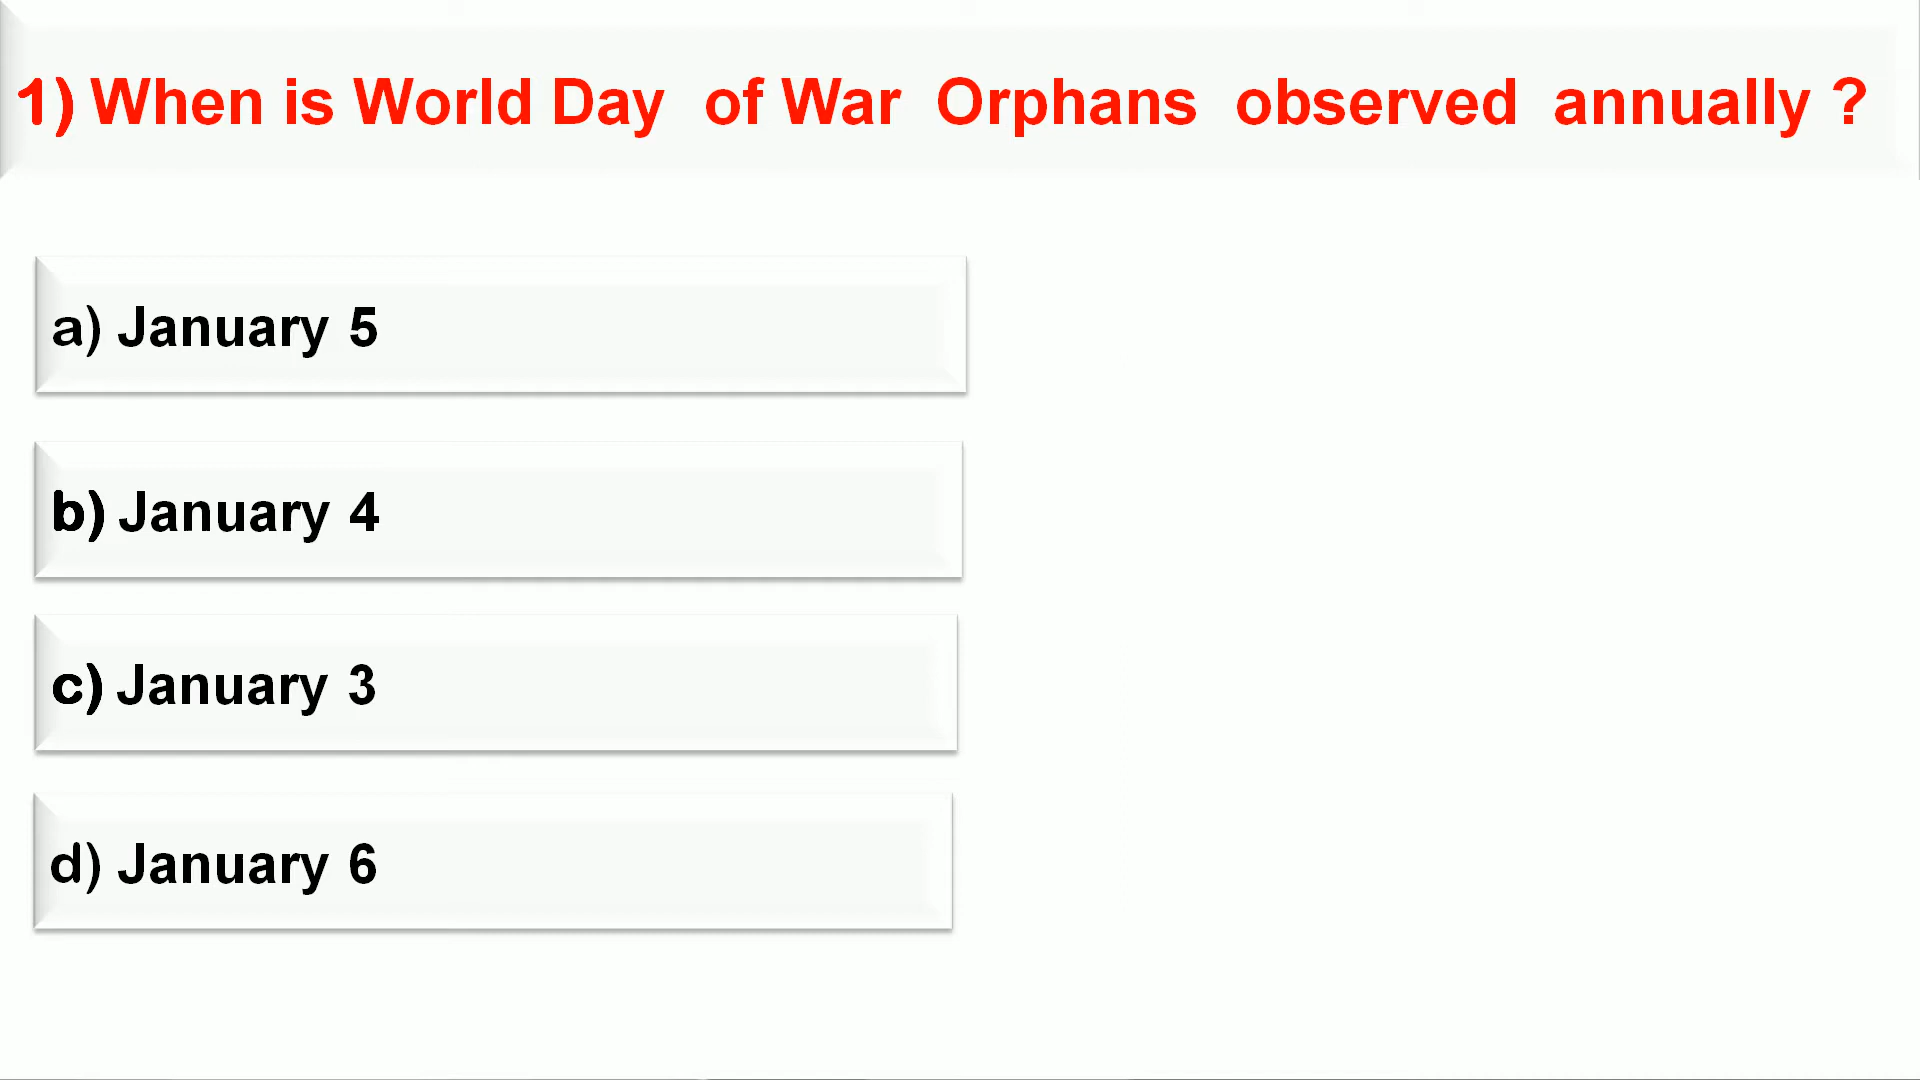 1) When is World Day of War Orphans observed annually ?
a) January 5
b) January 4
c) January 3
d) January 6